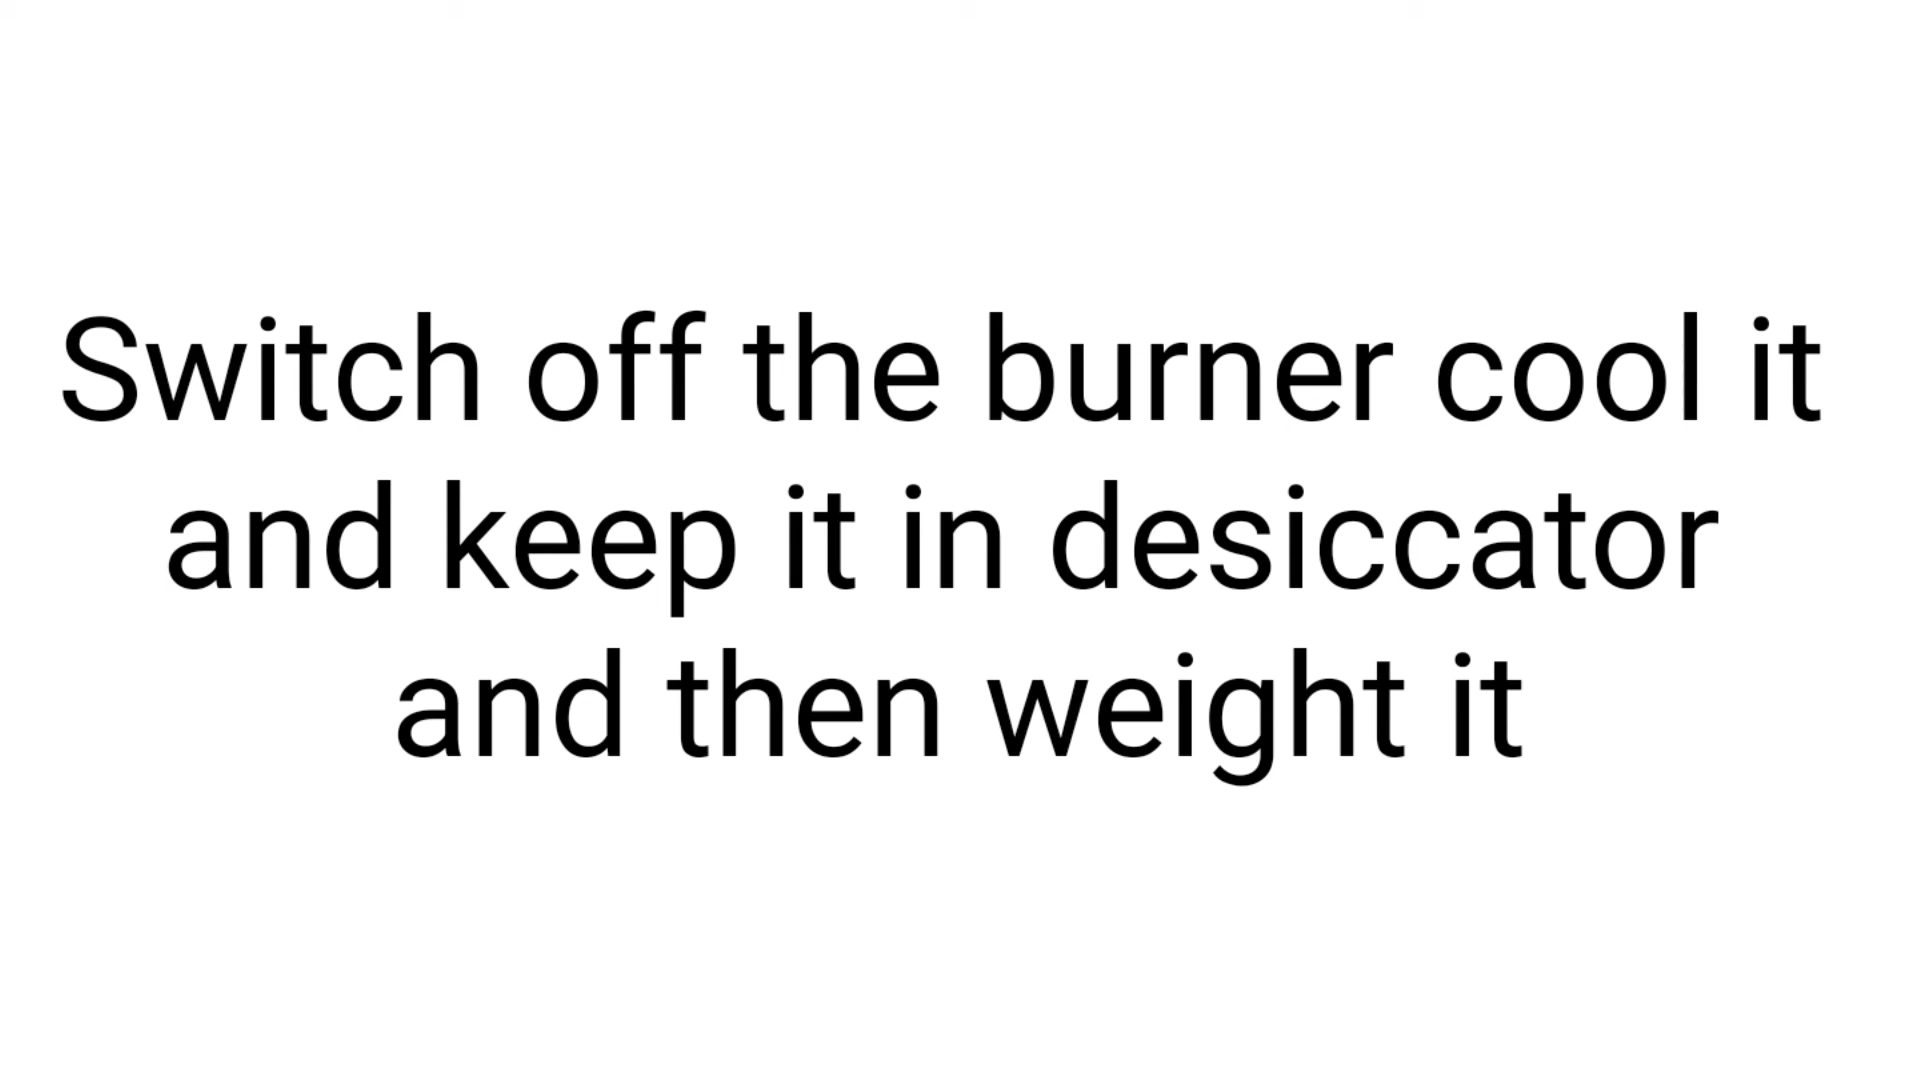 Switch off the burner cool it
and keep it in desiccator
and then weight it